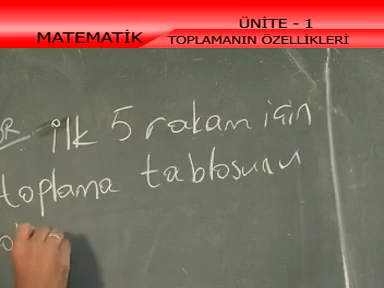 ÜNİTE - 1
MATEMATİK
TOPLAMANIN ÖZELLİKLERİ
ilk 5 rakam için
toplama tablosunu